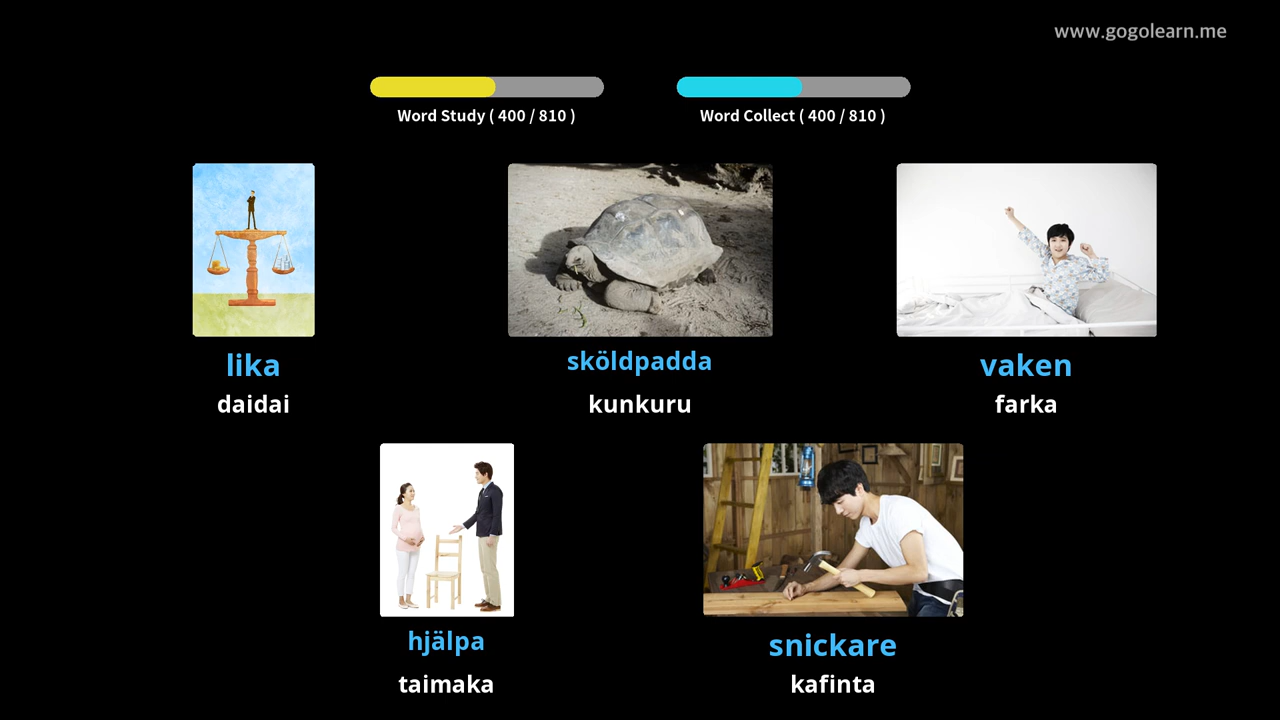 www.gogolearn.me
Word Study ( 400 / 810 )
Word Collect ( 400 / 810 )
lika
daidai
sköldpadda
kunkuru
vaken
farka
hjälpa
taimaka
snickare
kafinta